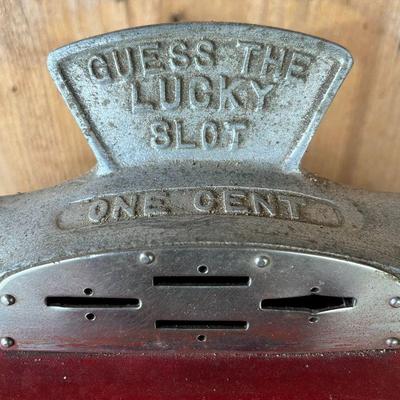 GUESS THE
LUCKY
SLOT
ONE CENT